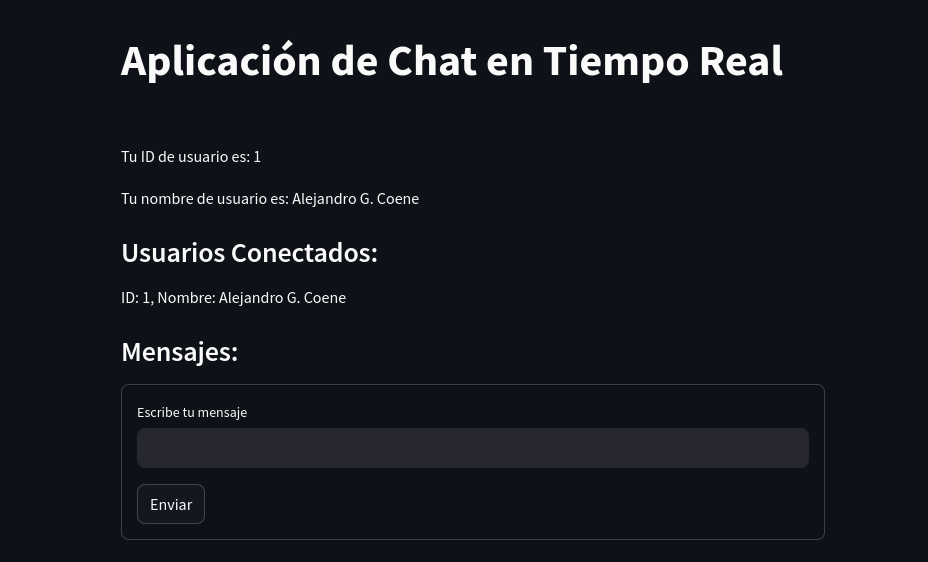 Aplicación de Chat en Tiempo Real
Tu ID de usuario es: 1
Tu nombre de usuario es: Alejandro G. Coene
Usuarios Conectados:
ID: 1, Nombre: Alejandro G. Coene
Mensajes:
Escribe tu mensaje
Enviar